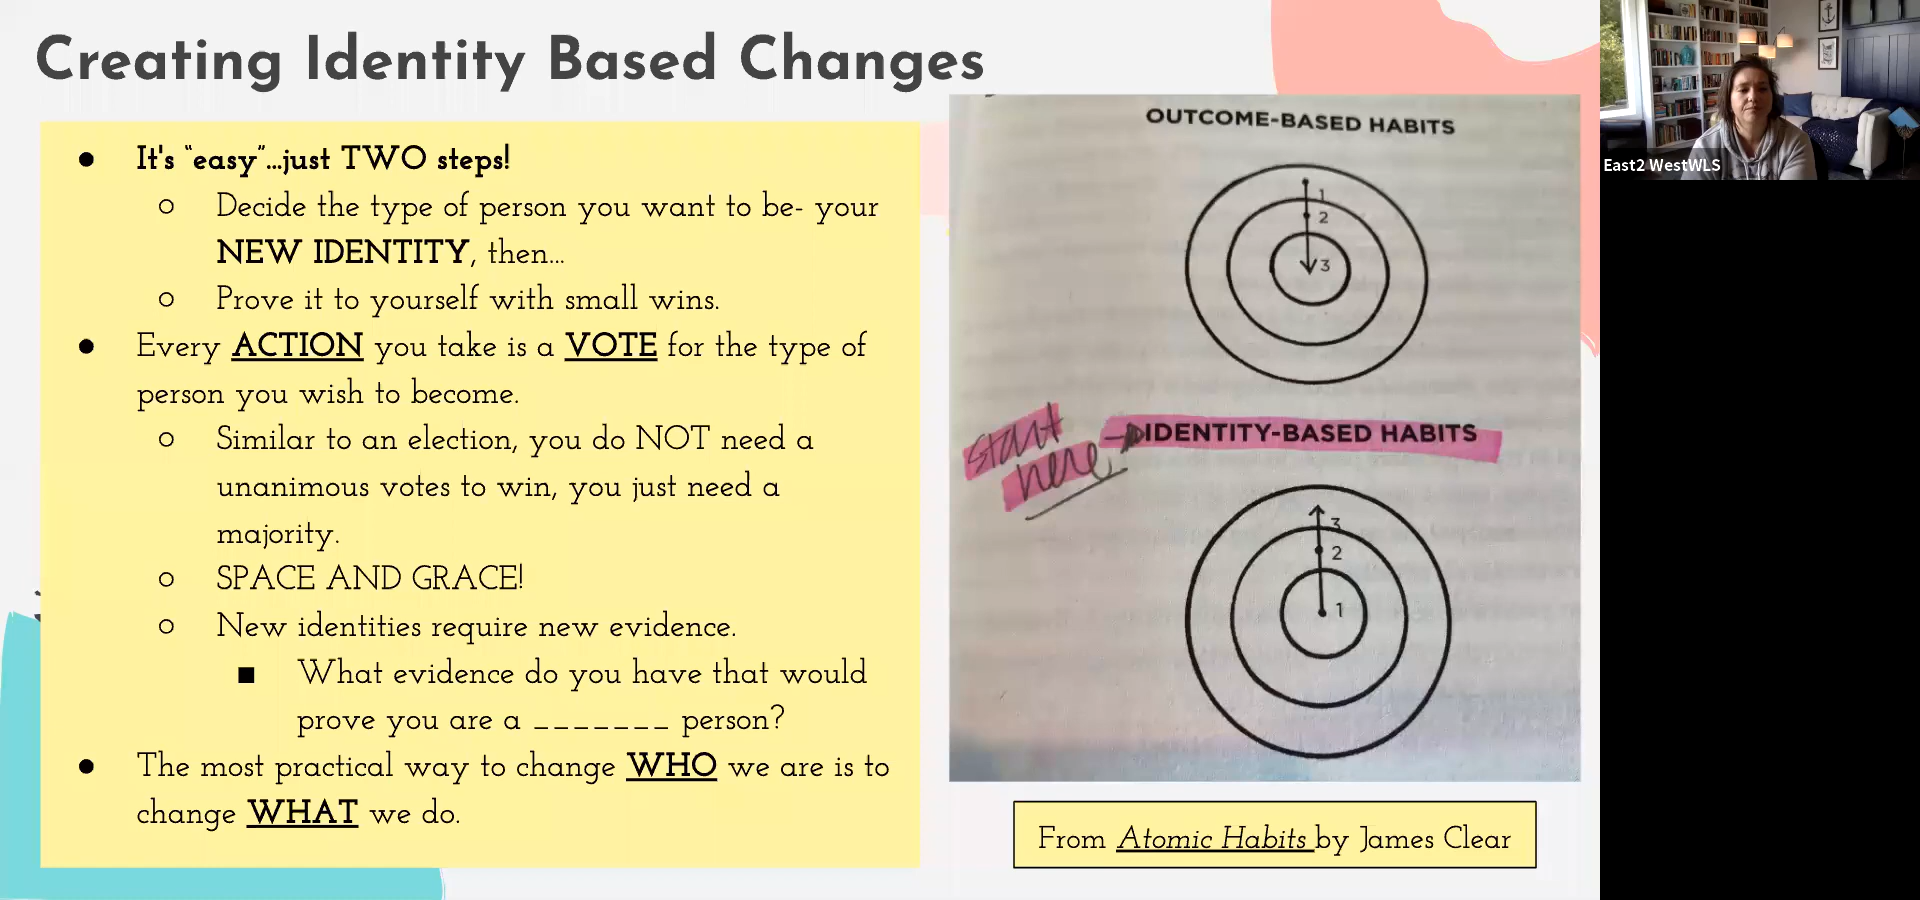 Creating Identity Based Changes
● It's “easy”...just TWO steps!
○ Decide the type of person you want to be- your
NEW IDENTITY, then...
○ Prove it to yourself with small wins.
● Every ACTION you take is a VOTE for the type of
person you wish to become.
○ Similar to an election, you do NOT need a
unanimous votes to win, you just need a
majority.
○ SPACE AND GRACE!
○ New identities require new evidence.
■ What evidence do you have that would
prove you are a _______ person?
● The most practical way to change WHO we are is to
change WHAT we do.
OUTCOME-BASED HABITS
1
2
3
start
here
IDENTITY-BASED HABITS
3
2
1
From Atomic Habits by James Clear
East2 WestWLS